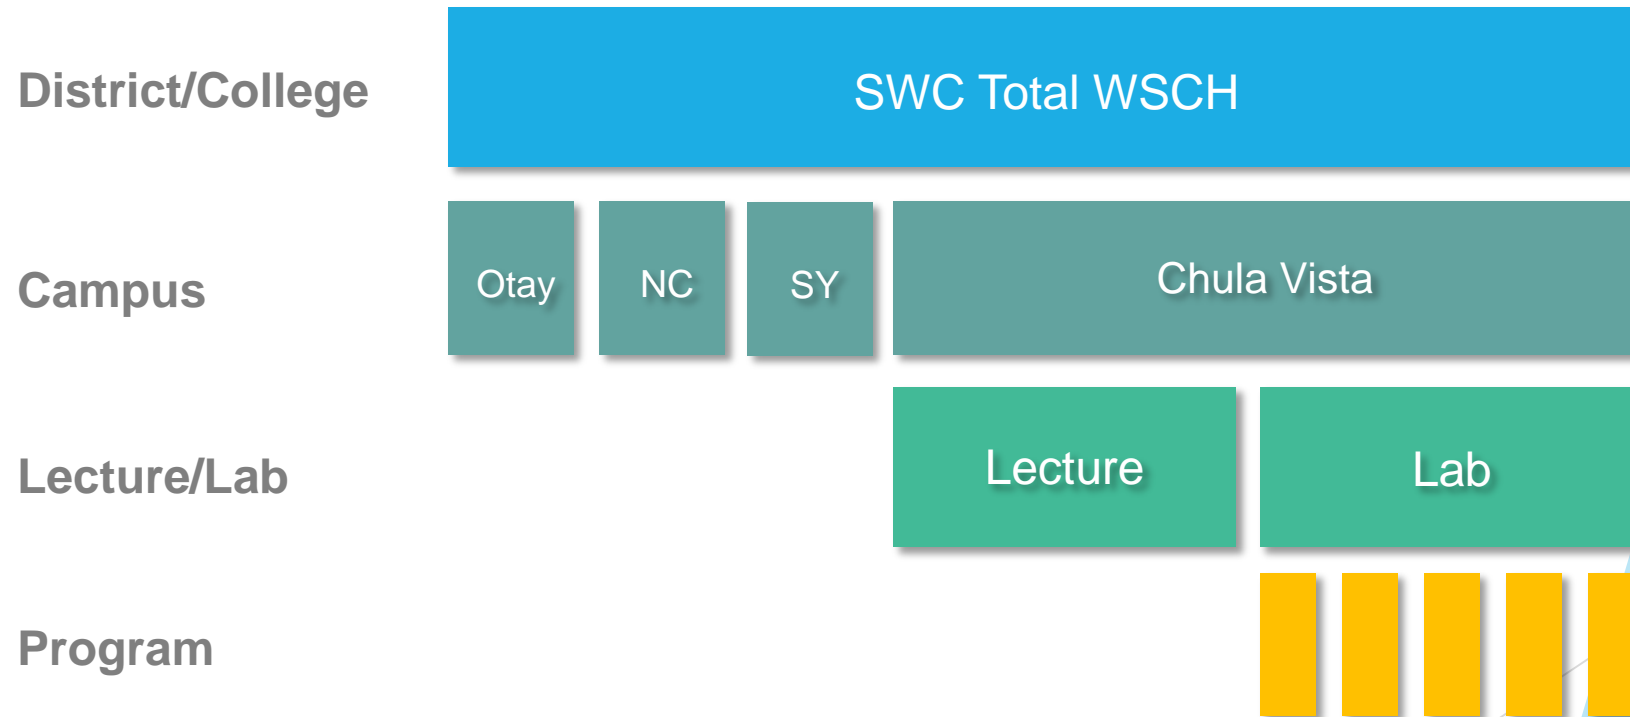 District/College
SWC Total WSCH
Campus
Otay
NC
SY
Chula Vista
Lecture/Lab
Lecture
Lab
Program